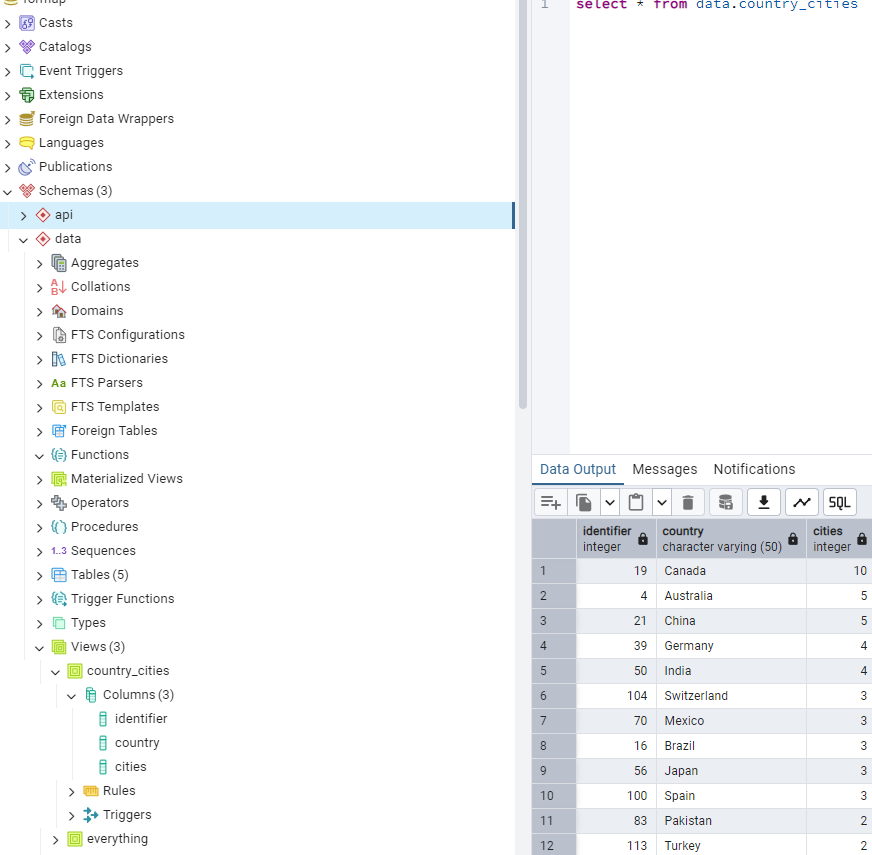 formap
Casts
Catalogs
Event Triggers
Extensions
Foreign Data Wrappers
Languages
Publications
Schemas (3)
api
data
Aggregates
Collations
Domains
FTS Configurations
FTS Dictionaries
Aa FTS Parsers
FTS Templates
Foreign Tables
Functions
Materialized Views
Operators
Procedures
1..3 Sequences
Tables (5)
Trigger Functions
Types
Views (3)
country_cities
Columns (3)
identifier
country
cities
Rules
Triggers
everything
1 select * from data.country_cities
Data Output Messages Notifications
SQL
identifier country cities
integer character varying (50) integer
1 19 Canada 10
2 4 Australia 5
3 21 China 5
4 39 Germany 4
5 50 India 4
6 104 Switzerland 3
7 70 Mexico 3
8 16 Brazil 3
9 56 Japan 3
10 100 Spain 3
11 83 Pakistan 2
12 113 Turkey 2